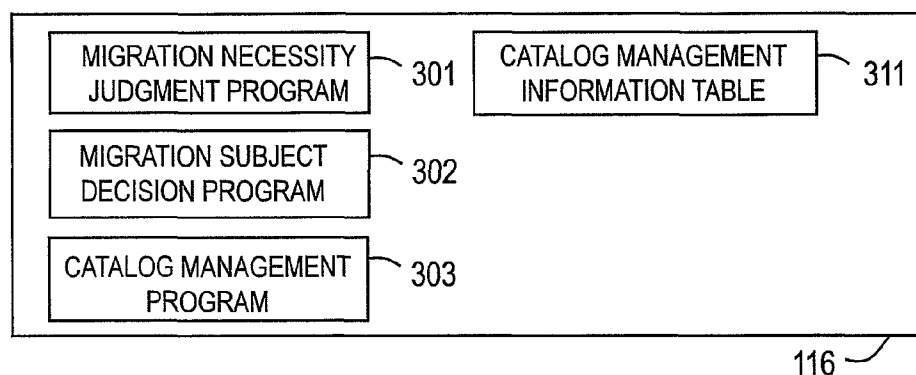 MIGRATION NECESSITY
JUDGMENT PROGRAM
301
CATALOG MANAGEMENT
INFORMATION TABLE
311
MIGRATION SUBJECT
DECISION PROGRAM
302
CATALOG MANAGEMENT
PROGRAM
303
116